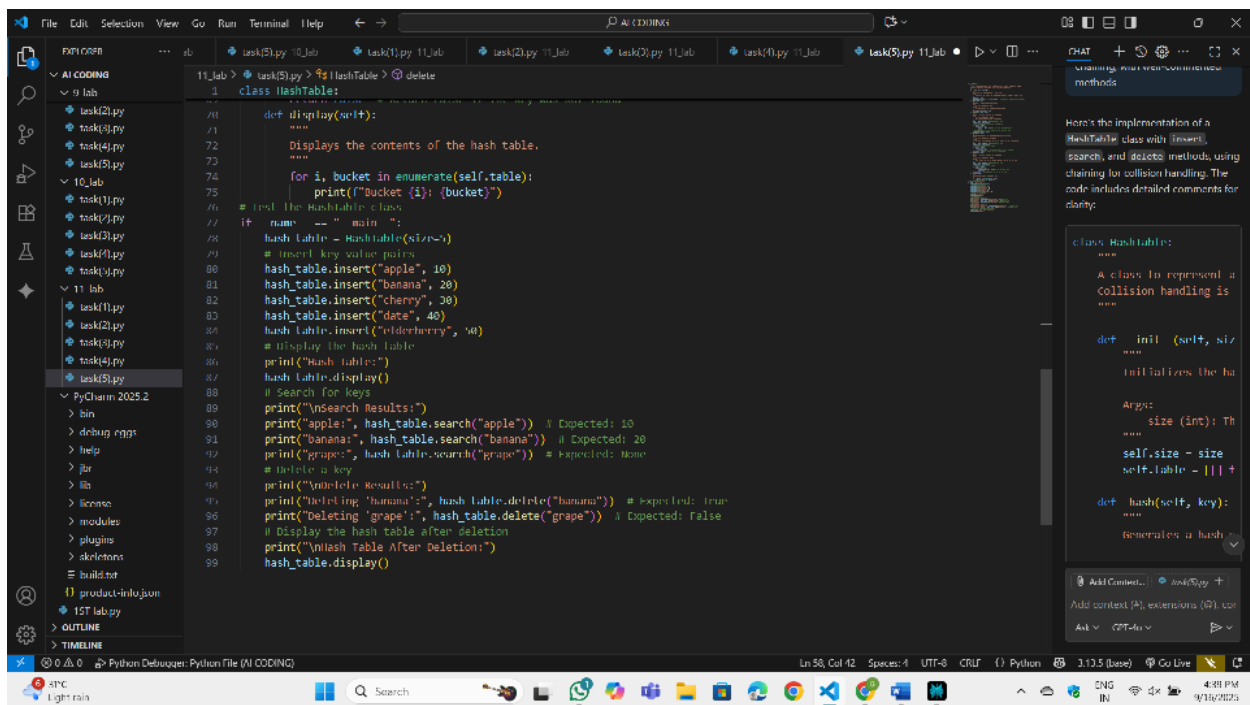 File Edit Selection View Go Run Terminal Help
AI CODING
EXPLORER
task(5).py 10_lab
task(1).py 11_lab
task(2).py 11_lab
task(3).py 11_lab
task(4).py 11_lab
task(5).py 11_lab
CHAT
AI CODING
9 lab
task(2).py
task(3).py
task(4).py
task(5).py
10_lab
task(1).py
task(2).py
task(3).py
task(4).py
task(5).py
11 lab
task(1).py
task(2).py
task(3).py
task(4).py
task(5).py
PyCharm 2025.2
bin
debug-eggs
help
jbr
lib
license
modules
plugins
skeletons
build.txt
product-info.json
1ST lab.py
OUTLINE
TIMELINE
11_lab > task(5).py > HashTable > delete
1 class HashTable:
70 def display(self):
71 """
72 Displays the contents of the hash table.
73 """
74 for i, bucket in enumerate(self.table):
75 print(f"Bucket {i}: {bucket}")
76 # Test the HashTable class
77 if __name__ == "__main__":
78 hash_table = HashTable(size=5)
79 # Insert key value pairs
80 hash_table.insert("apple", 10)
81 hash_table.insert("banana", 20)
82 hash_table.insert("cherry", 30)
83 hash_table.insert("date", 40)
84 hash_table.insert("elderberry", 50)
85 # Display the hash table
86 print("Hash Table:")
87 hash_table.display()
88 # Search for keys
89 print("\nSearch Results:")
90 print("apple:", hash_table.search("apple")) # Expected: 10
91 print("banana:", hash_table.search("banana")) # Expected: 20
92 print("grape:", hash_table.search("grape")) # Expected: None
93 # Delete a key
94 print("\nDelete Results:")
95 print("Deleting 'banana':", hash_table.delete("banana")) # Expected: True
96 print("Deleting 'grape':", hash_table.delete("grape")) # Expected: False
97 # Display the hash table after deletion
98 print("\nHash Table After Deletion:")
99 hash_table.display()
chaining, with well-commented
methods
Here's the implementation of a
HashTable class with insert,
search, and delete methods, using
chaining for collision handling. The
code includes detailed comments for
clarity:
class HashTable:
"""
A class to represent a
Collision handling is
"""
def __init__(self, siz
"""
Initializes the ha
Args:
size (int): Th
"""
self.size = size
self.table = [[] f
def _hash(self, key):
"""
Generates a hash
Add Context...
task(5).py
Add context (#), extensions (@), con
Ask
GPT-4o
0 0 Python Debugger: Python File (AI CODING)
Ln 58, Col 42 Spaces: 4 UTF-8 CRLF {} Python 3.13.5 (base) Go Live
6
31°C
Light rain
Search
ENG
IN
4:39 PM
9/16/2025